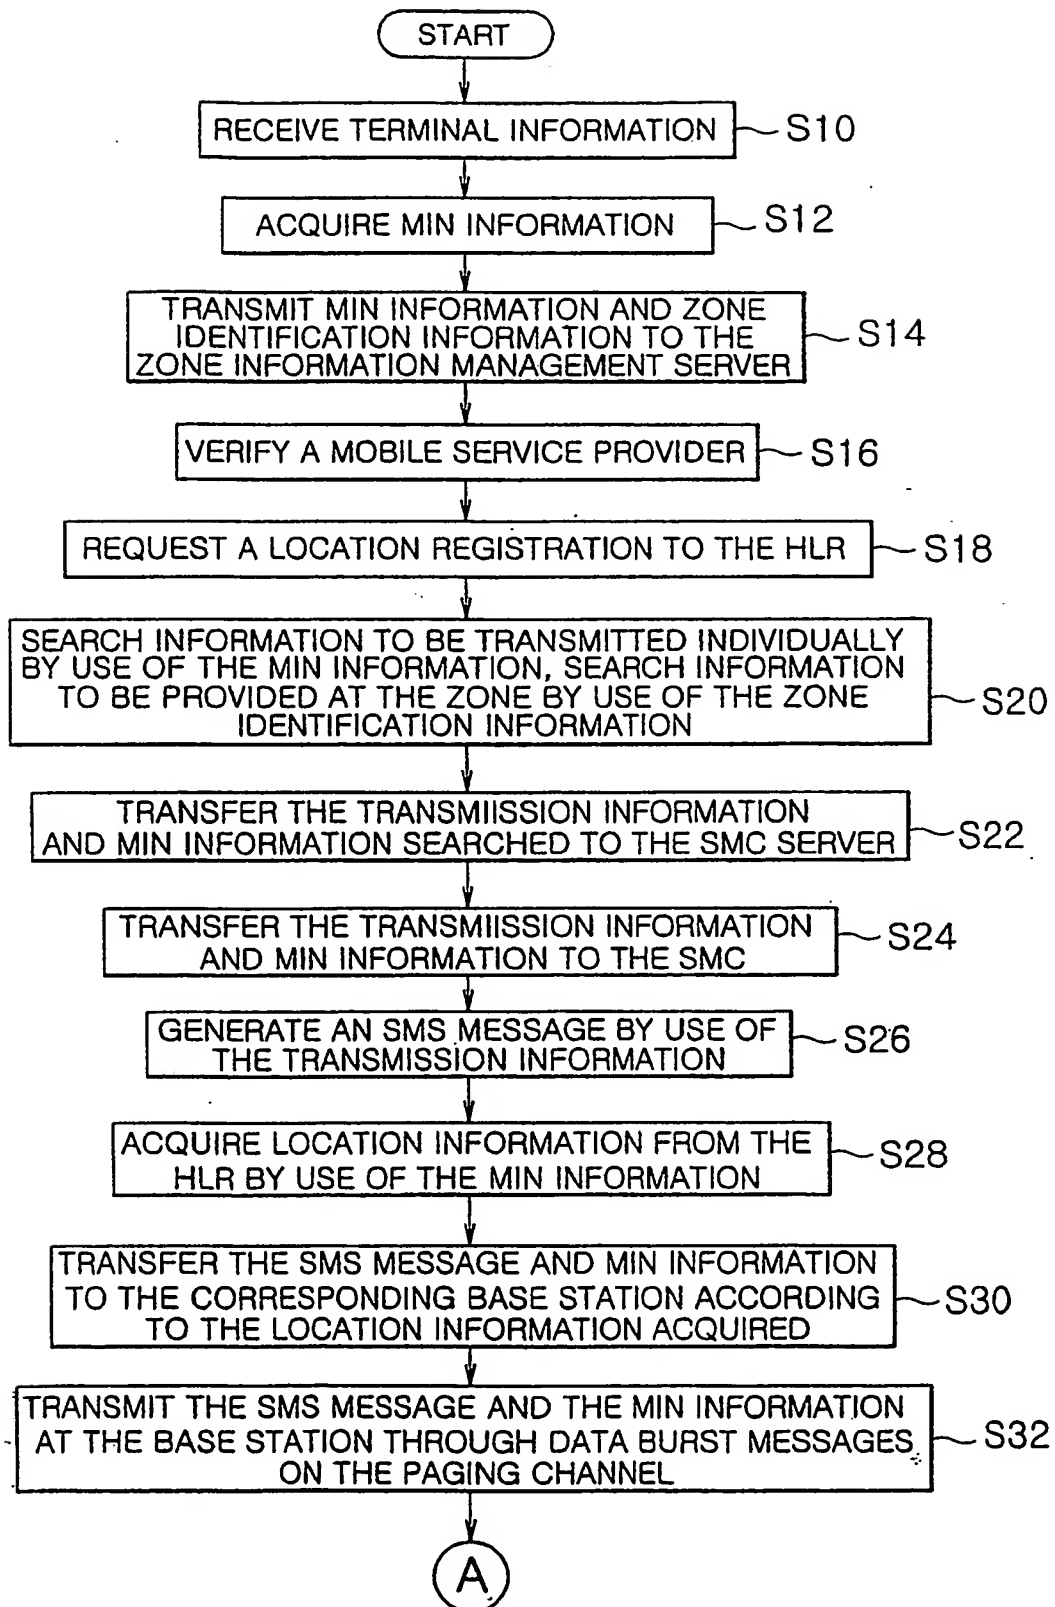 START
RECEIVE TERMINAL INFORMATION
S10
ACQUIRE MIN INFORMATION
S12
TRANSMIT MIN INFORMATION AND ZONE
IDENTIFICATION INFORMATION TO THE
ZONE INFORMATION MANAGEMENT SERVER
S14
VERIFY A MOBILE SERVICE PROVIDER
S16
REQUEST A LOCATION REGISTRATION TO THE HLR
S18
SEARCH INFORMATION TO BE TRANSMITTED INDIVIDUALLY
BY USE OF THE MIN INFORMATION, SEARCH INFORMATION
TO BE PROVIDED AT THE ZONE BY USE OF THE ZONE
IDENTIFICATION INFORMATION
S20
TRANSFER THE TRANSMIISSION INFORMATION
AND MIN INFORMATION SEARCHED TO THE SMC SERVER
S22
TRANSFER THE TRANSMIISSION INFORMATION
AND MIN INFORMATION TO THE SMC
S24
GENERATE AN SMS MESSAGE BY USE OF
THE TRANSMISSION INFORMATION
S26
ACQUIRE LOCATION INFORMATION FROM THE
HLR BY USE OF THE MIN INFORMATION
S28
TRANSFER THE SMS MESSAGE AND MIN INFORMATION
TO THE CORRESPONDING BASE STATION ACCORDING
TO THE LOCATION INFORMATION ACQUIRED
S30
TRANSMIT THE SMS MESSAGE AND THE MIN INFORMATION
AT THE BASE STATION THROUGH DATA BURST MESSAGES
ON THE PAGING CHANNEL
S32
A